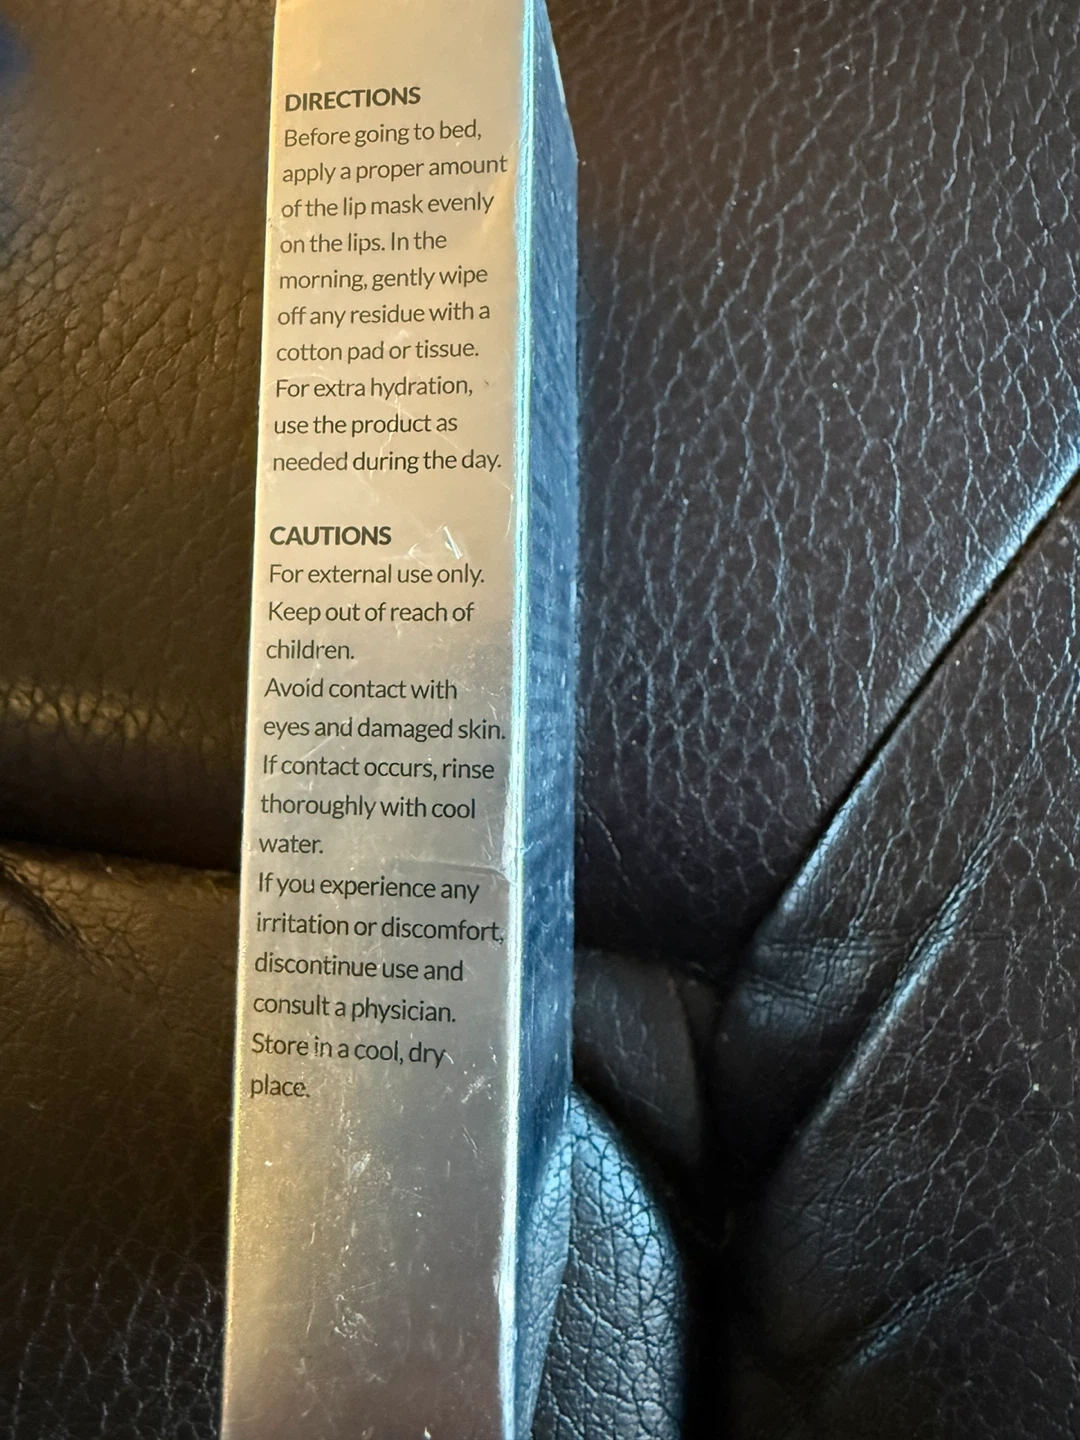 DIRECTIONS
Before going to bed,
apply a proper amount
of the lip mask evenly
on the lips. In the
morning, gently wipe
off any residue with a
cotton pad or tissue.
For extra hydration,
use the product as
needed during the day.
CAUTIONS
For external use only.
Keep out of reach of
children.
Avoid contact with
eyes and damaged skin.
If contact occurs, rinse
thoroughly with cool
water.
If you experience any
irritation or discomfort,
discontinue use and
consult a physician.
Store in a cool, dry
place.